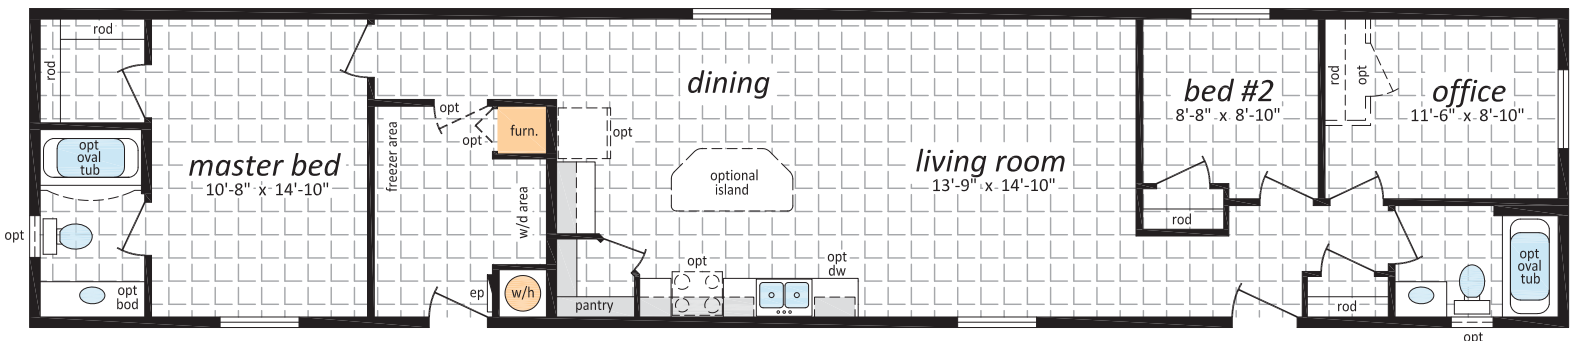 rod
rod
opt
oval
tub
opt
opt
bod
master bed
10'-8" x 14'-10"
freezer area
opt
opt
furn.
w/d area
ep
w/h
opt
pantry
dining
optional
island
opt
opt
dw
living room
13'-9" x 14'-10"
bed #2
8'-8" x 8'-10"
rod
rod
opt
office
11'-6" x 8'-10"
rod
opt
oval
tub
opt